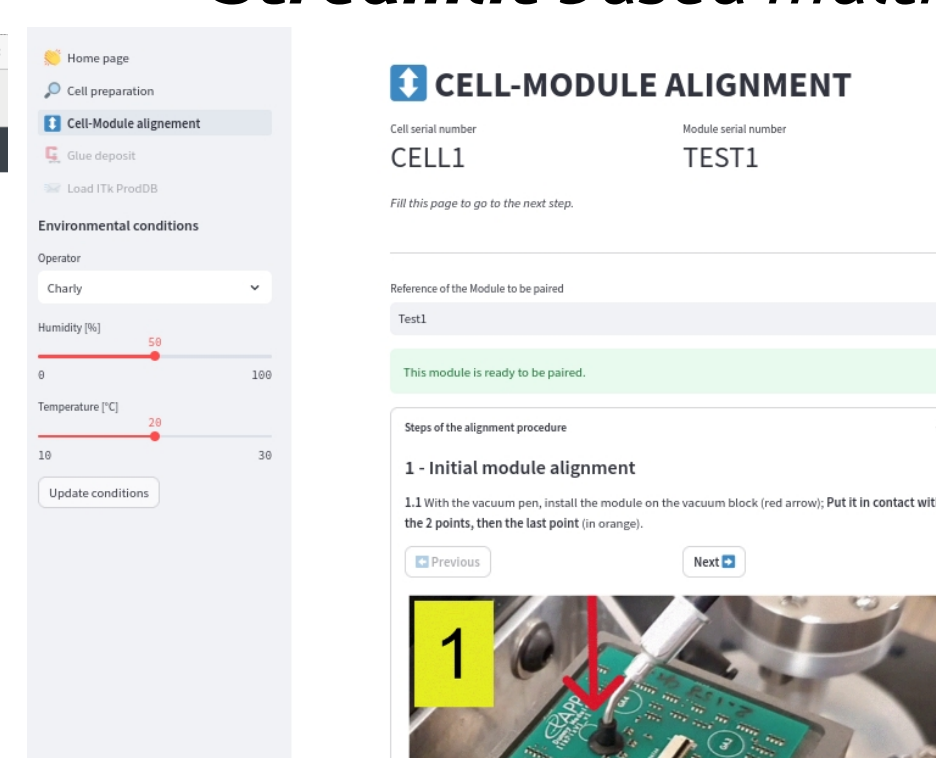 Streamlit based multi
Home page
Cell preparation
Cell-Module alignement
Glue deposit
Load ITk ProdDB
Environmental conditions
Operator
Charly
Humidity [%]
50
0 100
Temperature [°C]
20
10 30
Update conditions
CELL-MODULE ALIGNMENT
Cell serial number Module serial number
CELL1 TEST1
Fill this page to go to the next step.
Reference of the Module to be paired
Test1
This module is ready to be paired.
Steps of the alignment procedure
1 - Initial module alignment
1.1 With the vacuum pen, install the module on the vacuum block (red arrow); Put it in contact with
the 2 points, then the last point (in orange).
Previous Next
1